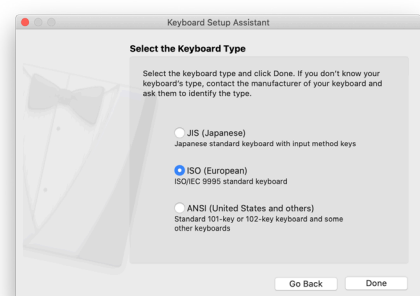 Keyboard Setup Assistant
Select the Keyboard Type
Select the keyboard type and click Done. If you don't know your
keyboard's type, contact the manufacturer of your keyboard and
ask them to identify the type.
JIS (Japanese)
Japanese standard keyboard with input method keys
ISO (European)
ISO/IEC 9995 standard keyboard
ANSI (United States and others)
Standard 101-key or 102-key keyboard and some
other keyboards
Go Back
Done